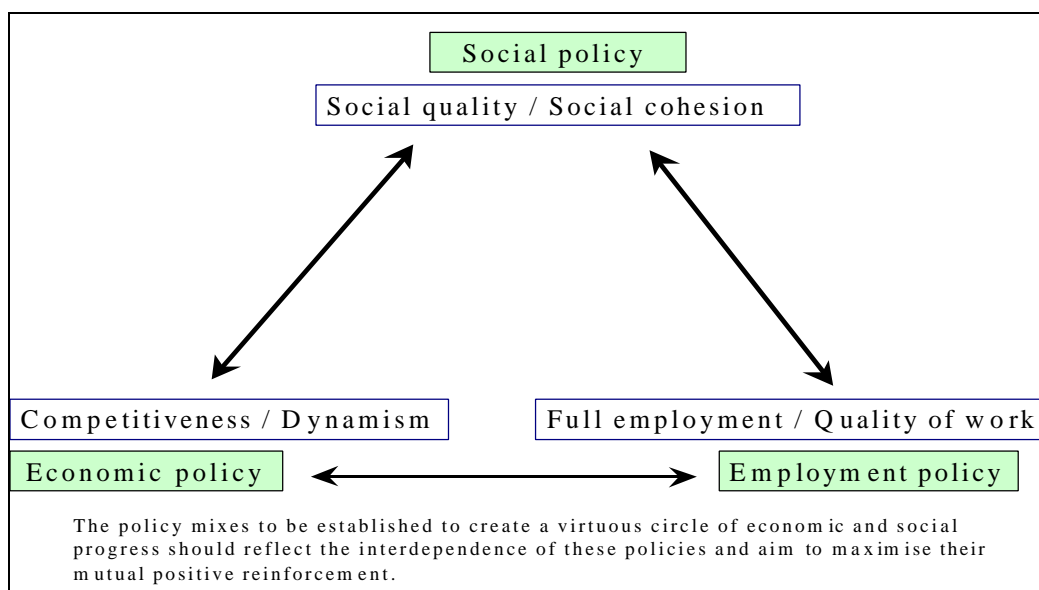 Social policy
Social quality / Social cohesion
Competitiveness / Dynamism
Full employment / Quality of work
Economic policy
Employment policy
The policy mixes to be established to create a virtuous circle of economic and social
progress should reflect the interdependence of these policies and aim to maximise their
mutual positive reinforcement.